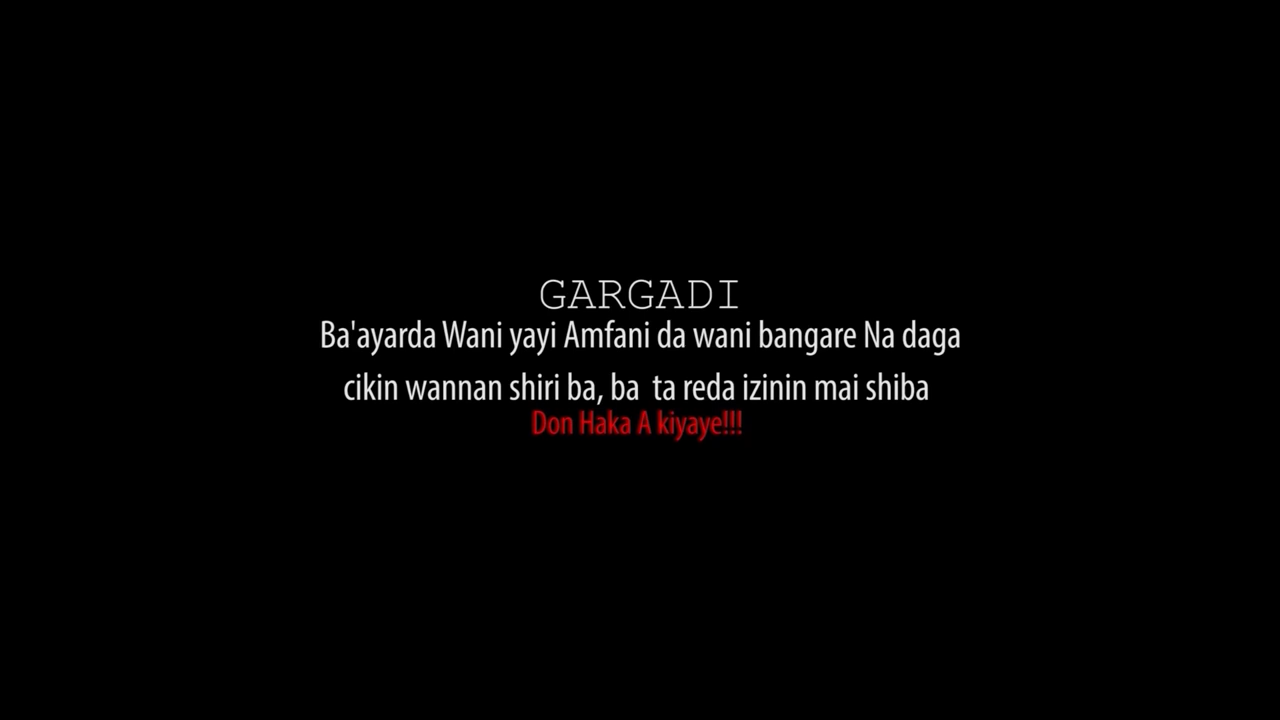 GARGADI
Ba'ayarda Wani yayi Amfani da wani bangare Na daga
cikin wannan shiri ba, ba  ta reda izinin mai shiba
Don Haka A kiyaye!!!